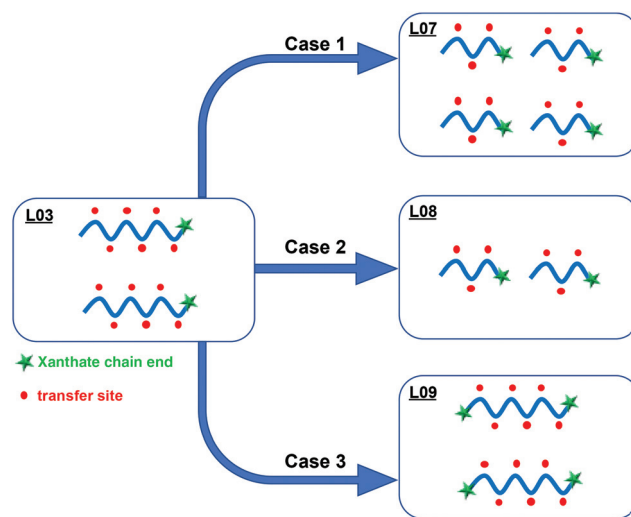 Case 1
L07
L03
Case 2
L08
Xanthate chain end
transfer site
Case 3
L09